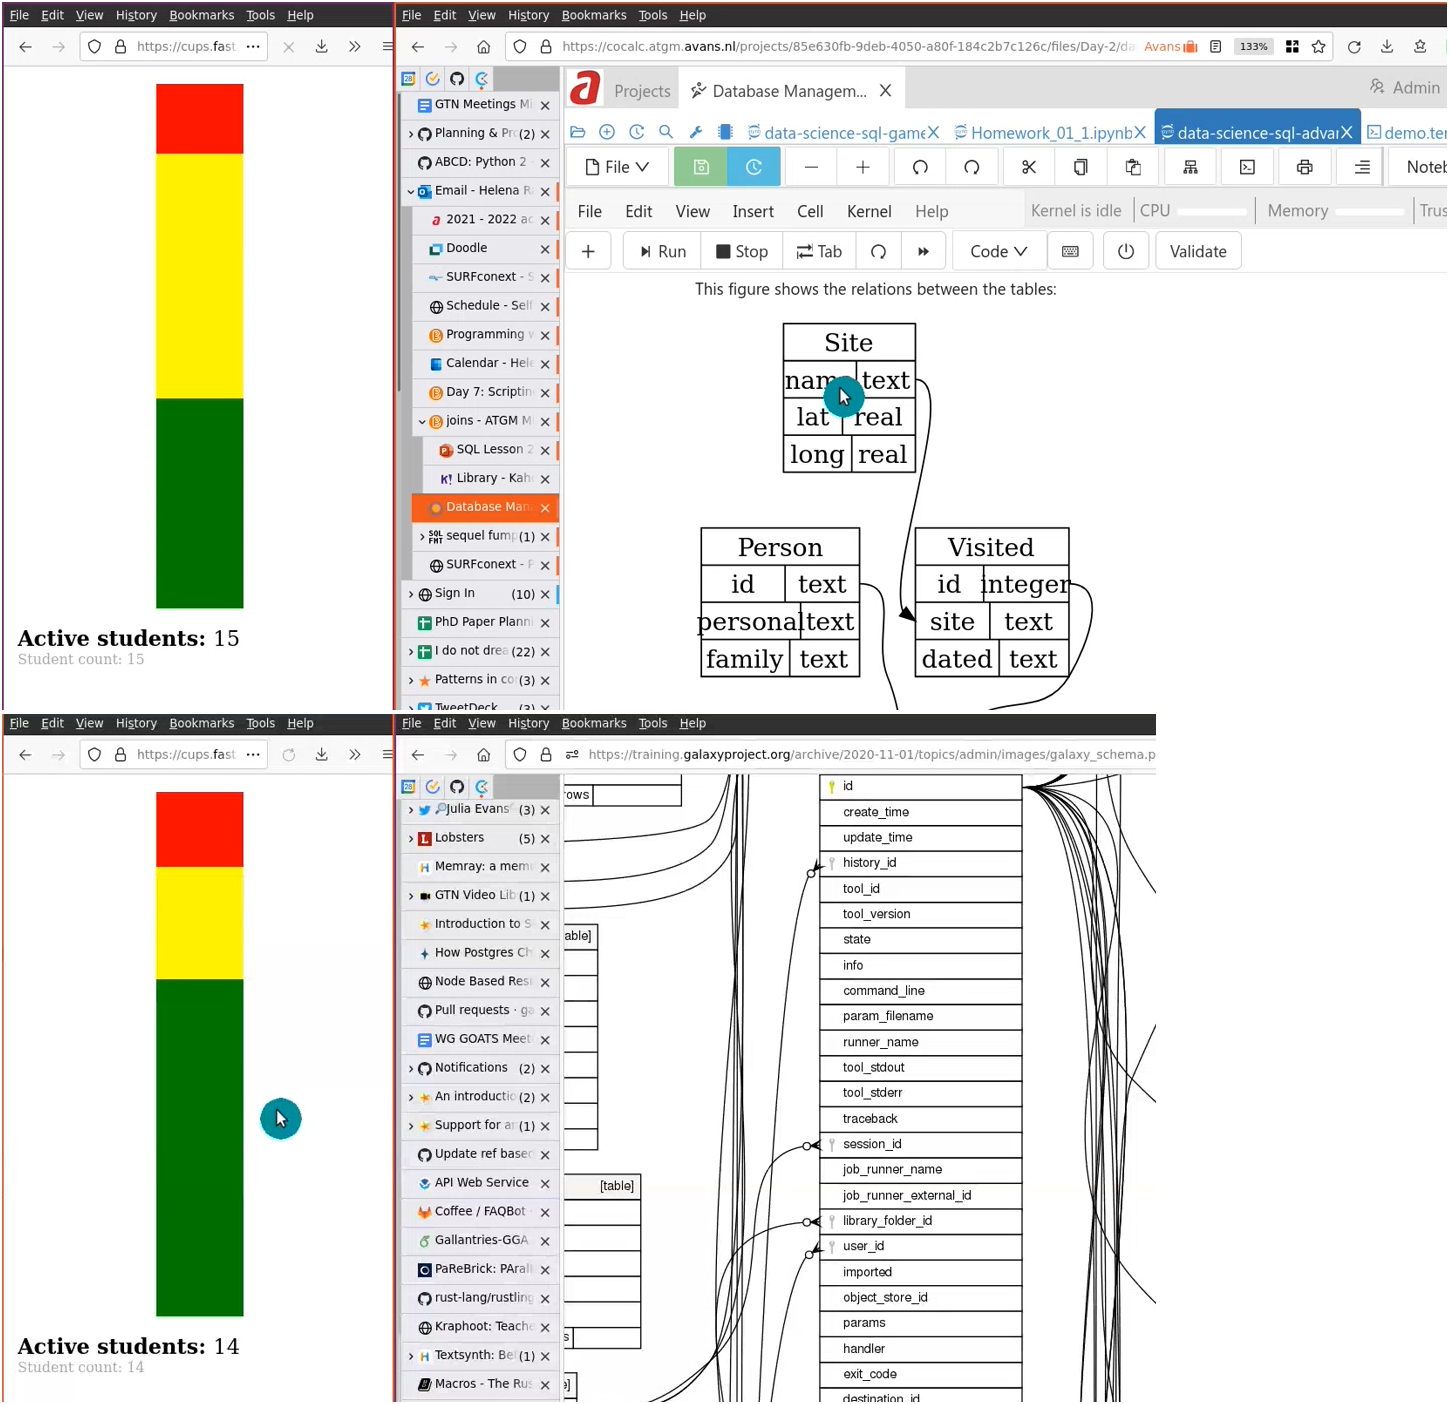 File Edit View History Bookmarks Tools Help
https://cups.fast
Active students: 15
Student count: 15
File Edit View History Bookmarks Tools Help
https://cocalc.atgm.avans.nl/projects/85e630fb-9deb-4050-a80f-184c2b7c126c/files/Day-2/da Avans 133%
GTN Meetings
Planning & Pr (2)
ABCD: Python 2
Email - Helena R
2021 - 2022 ac
Doodle
SURFconext - S
Schedule - Self
Programming w
Calendar - Hele
Day 7: Scripting
joins - ATGM M
SQL Lesson 2
Library - Kah
Database Man
sequel fump (1)
SURFconext -
Sign In (10)
PhD Paper Plann
I do not drea (22)
Patterns in co (3)
TweetDeck
Projects Database Managem... Admin
data-science-sql-game Homework_01_1.ipynb data-science-sql-advan demo.te
File Noteb
File Edit View Insert Cell Kernel Help Kernel is idle CPU Memory Trus
Run Stop Tab Code Validate
This figure shows the relations between the tables:
Site
text
lat real
long real
Person
id text
personal text
family text
Visited
id integer
site text
dated text
File Edit View History Bookmarks Tools Help
https://cups.fast
Active students: 14
Student count: 14
File Edit View History Bookmarks Tools Help
https://training.galaxyproject.org/archive/2020-11-01/topics/admin/images/galaxy_schema.p
Julia Evans (3)
Lobsters (5)
Memray: a mem
GTN Video Lib (1)
Introduction to S
How Postgres Ch
Node Based Res
Pull requests · ga
WG GOATS Meet
Notifications (2)
An introductio (2)
Support for a (1)
Update ref based
API Web Service
Coffee / FAQBot
Gallantries-GGA
PaReBrick: PAral
rust-lang/rustling
Kraphoot: Teache
Textsynth: Be (1)
Macros - The Rus
rows
able]
[table]
id
create_time
update_time
history_id
tool_id
tool_version
state
info
command_line
param_filename
runner_name
tool_stdout
tool_stderr
traceback
session_id
job_runner_name
job_runner_external_id
library_folder_id
user_id
imported
object_store_id
params
handler
exit_code
destination_id